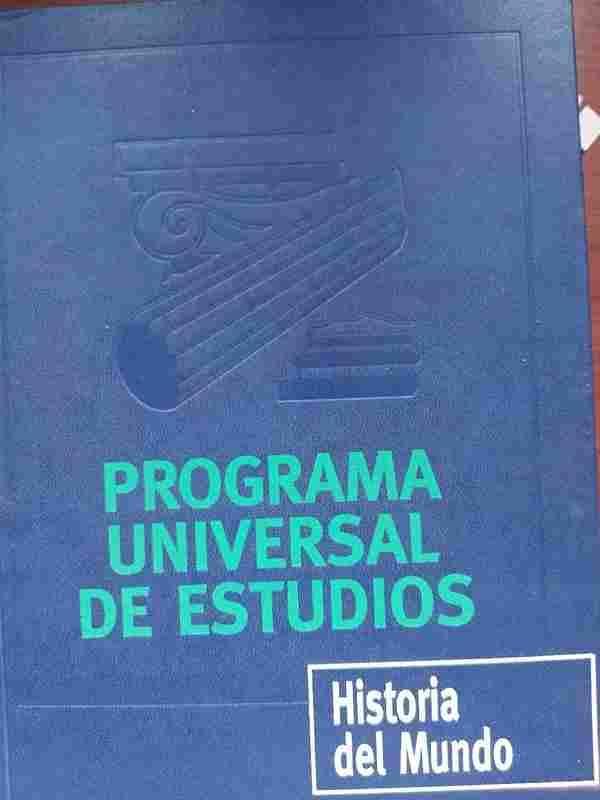 PROGRAMA
UNIVERSAL
DE ESTUDIOS
Historia
del Mundo